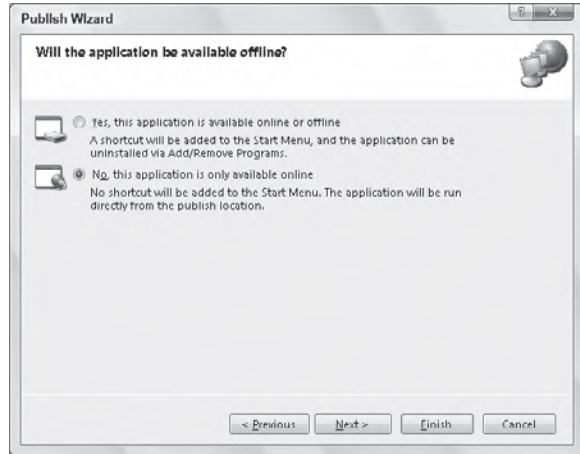 Publish Wizard
Will the application be available offline?
Yes, this application is available online or offline
A shortcut will be added to the Start Menu, and the application can be
uninstalled via Add/Remove Programs.
No, this application is only available online
No shortcut will be added to the Start Menu. The application will be run
directly from the publish location.
< Previous
Next >
Finish
Cancel